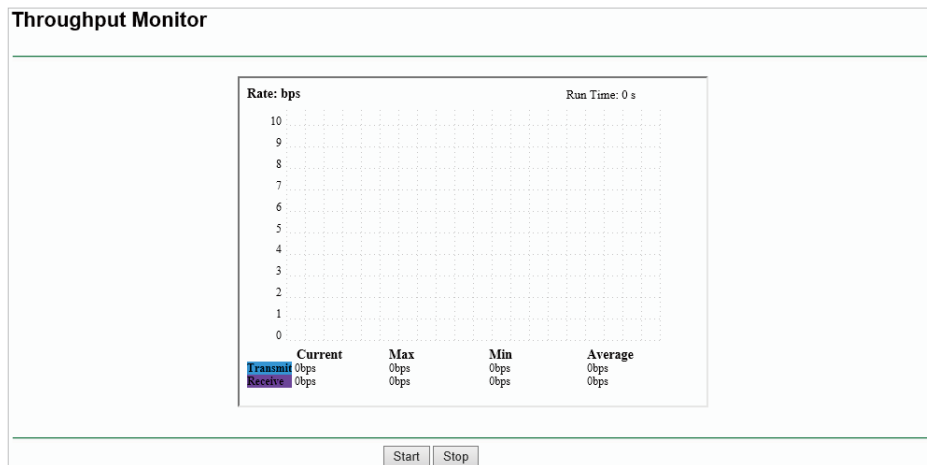 Throughput Monitor
Rate: bps Run Time: 0 s
10
9
8
7
6
5
4
3
2
1
0
Current Max Min Average
Transmit 0bps 0bps 0bps 0bps
Receive 0bps 0bps 0bps 0bps
Start Stop